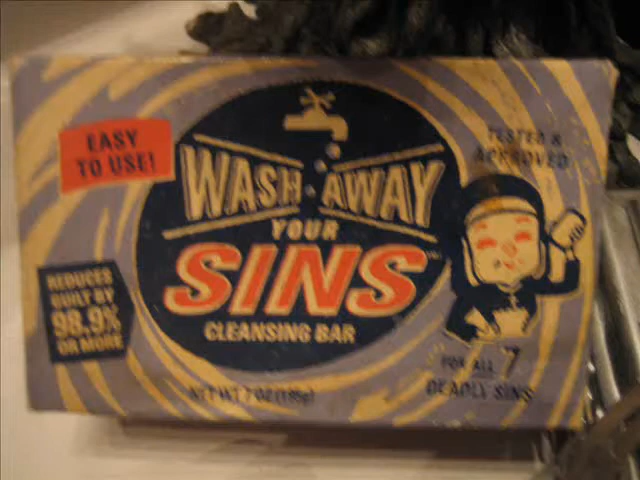 EASY
TO USE!
WASH AWAY
YOUR
SINS™
CLEANSING BAR
TESTED &
APPROVED
REDUCES
GUILT BY
98.9%
OR MORE
FOR ALL 7
DEADLY SINS
NET WT 7 OZ (198g)